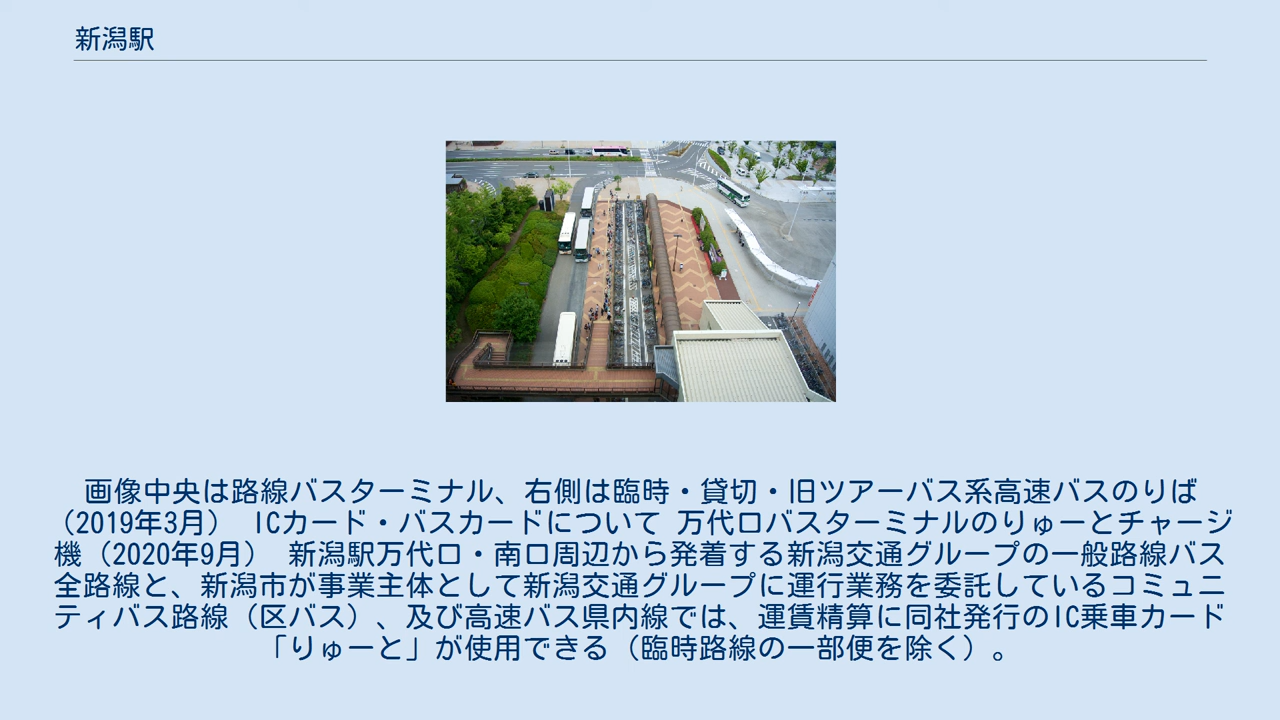 新潟駅
画像中央は路線バスターミナル、右側は臨時・貸切・旧ツアーバス系高速バスのりば
（2019年3月） ICカード・バスカードについて 万代口バスターミナルのりゅーとチャージ
機（2020年9月） 新潟駅万代口・南口周辺から発着する新潟交通グループの一般路線バス
全路線と、新潟市が事業主体として新潟交通グループに運行業務を委託しているコミュニ
ティバス路線（区バス）、及び高速バス県内線では、運賃精算に同社発行のIC乗車カード
「りゅーと」が使用できる（臨時路線の一部便を除く）。